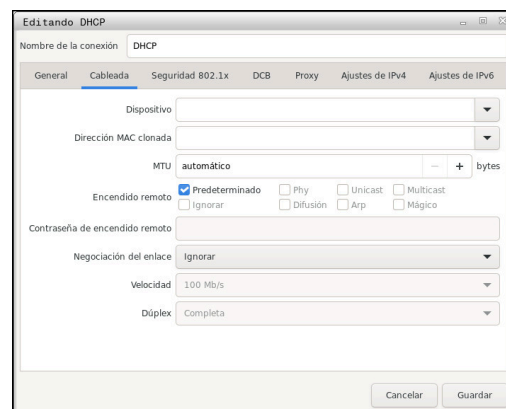 Editando DHCP
Nombre de la conexión DHCP
General Cableada Seguridad 802.1x DCB Proxy Ajustes de IPv4 Ajustes de IPv6
Dispositivo
Dirección MAC clonada
MTU automático − + bytes
Encendido remoto Predeterminado Phy Unicast Multicast
Ignorar Difusión Arp Mágico
Contraseña de encendido remoto
Negociación del enlace Ignorar
Velocidad 100 Mb/s
Dúplex Completa
Cancelar Guardar